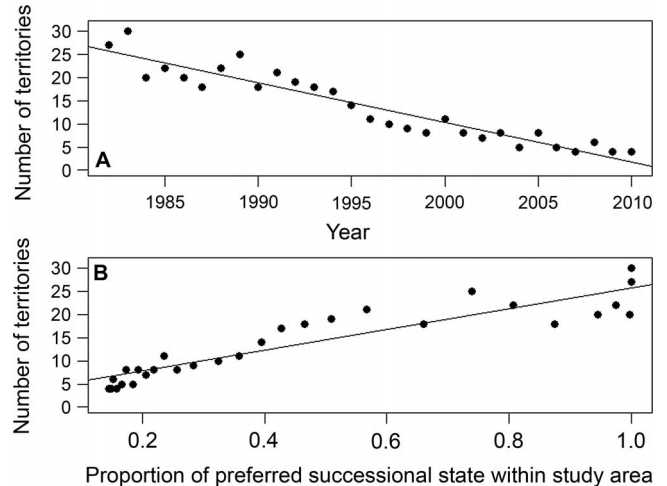 Number of territories
30
25
20
15
10
5
0
A
1985 1990 1995 2000 2005 2010
Year
Number of territories
30
25
20
15
10
5
0
B
0.2 0.4 0.6 0.8 1.0
Proportion of preferred successional state within study area